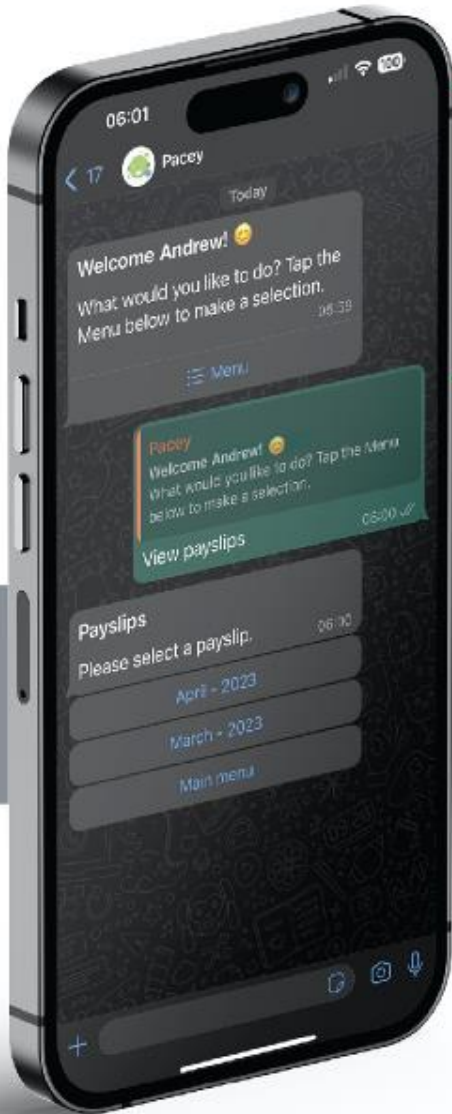 06:01
100
17
Pacey
Today
Welcome Andrew! 😊
What would you like to do? Tap the
Menu below to make a selection.
05:59
Menu
Pacey
Welcome Andrew! 😊
What would you like to do? Tap the Menu
below to make a selection.
View payslips
06:00
Payslips
Please select a payslip.
06:00
April - 2023
March - 2023
Main menu